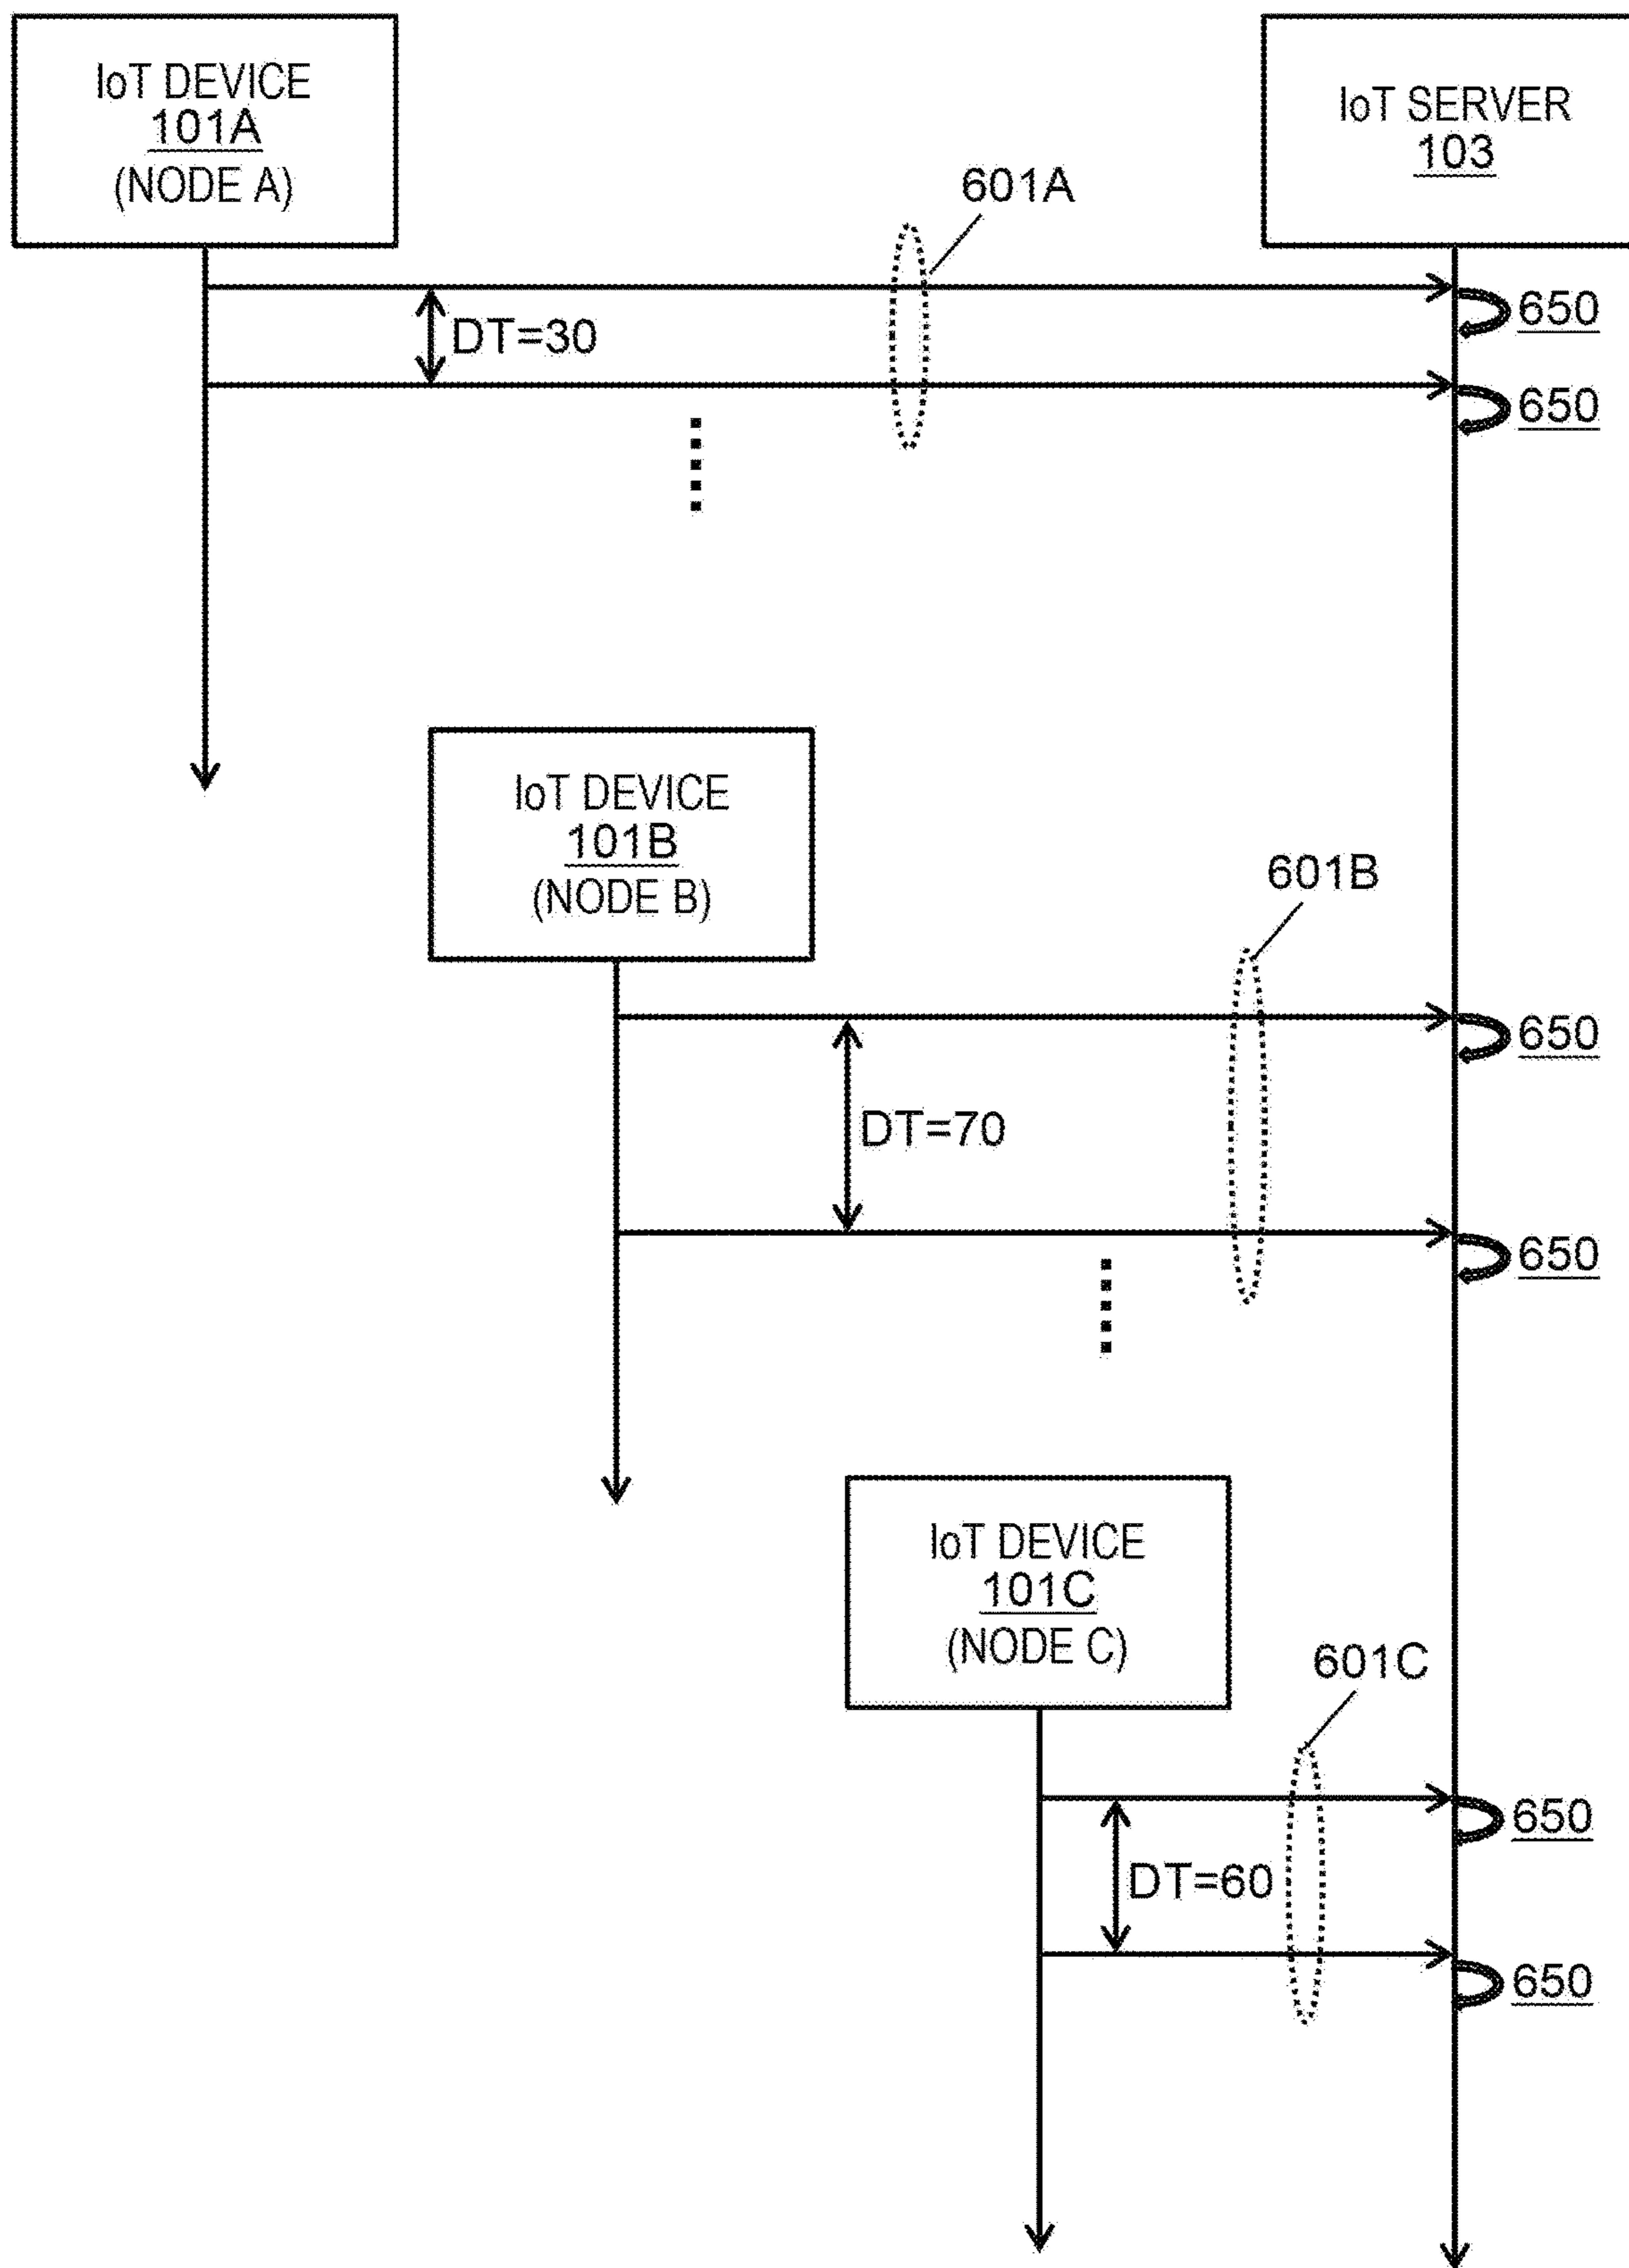 IoT DEVICE
101A
(NODE A)
IoT SERVER
103
601A
650
DT=30
650
IoT DEVICE
101B
(NODE B)
601B
650
DT=70
650
IoT DEVICE
101C
(NODE C)
601C
650
DT=60
650